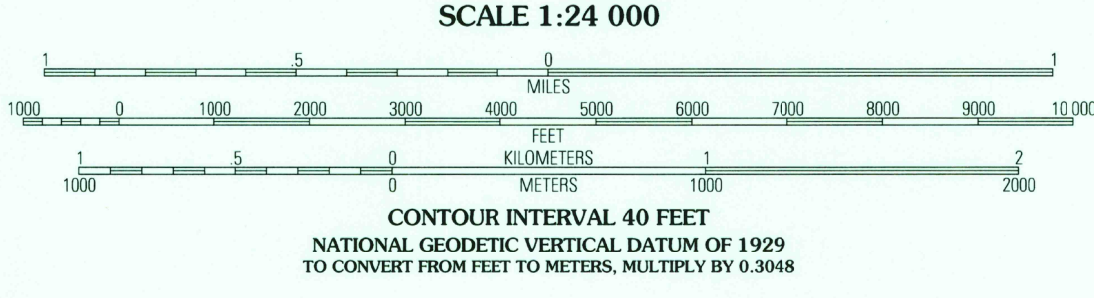 SCALE 1:24 000
1 .5 0 1
MILES
1000 0 1000 2000 3000 4000 5000 6000 7000 8000 9000 10 000
FEET
1 .5 0 KILOMETERS 1 2
1000 0 METERS 1000 2000
CONTOUR INTERVAL 40 FEET
NATIONAL GEODETIC VERTICAL DATUM OF 1929
TO CONVERT FROM FEET TO METERS, MULTIPLY BY 0.3048